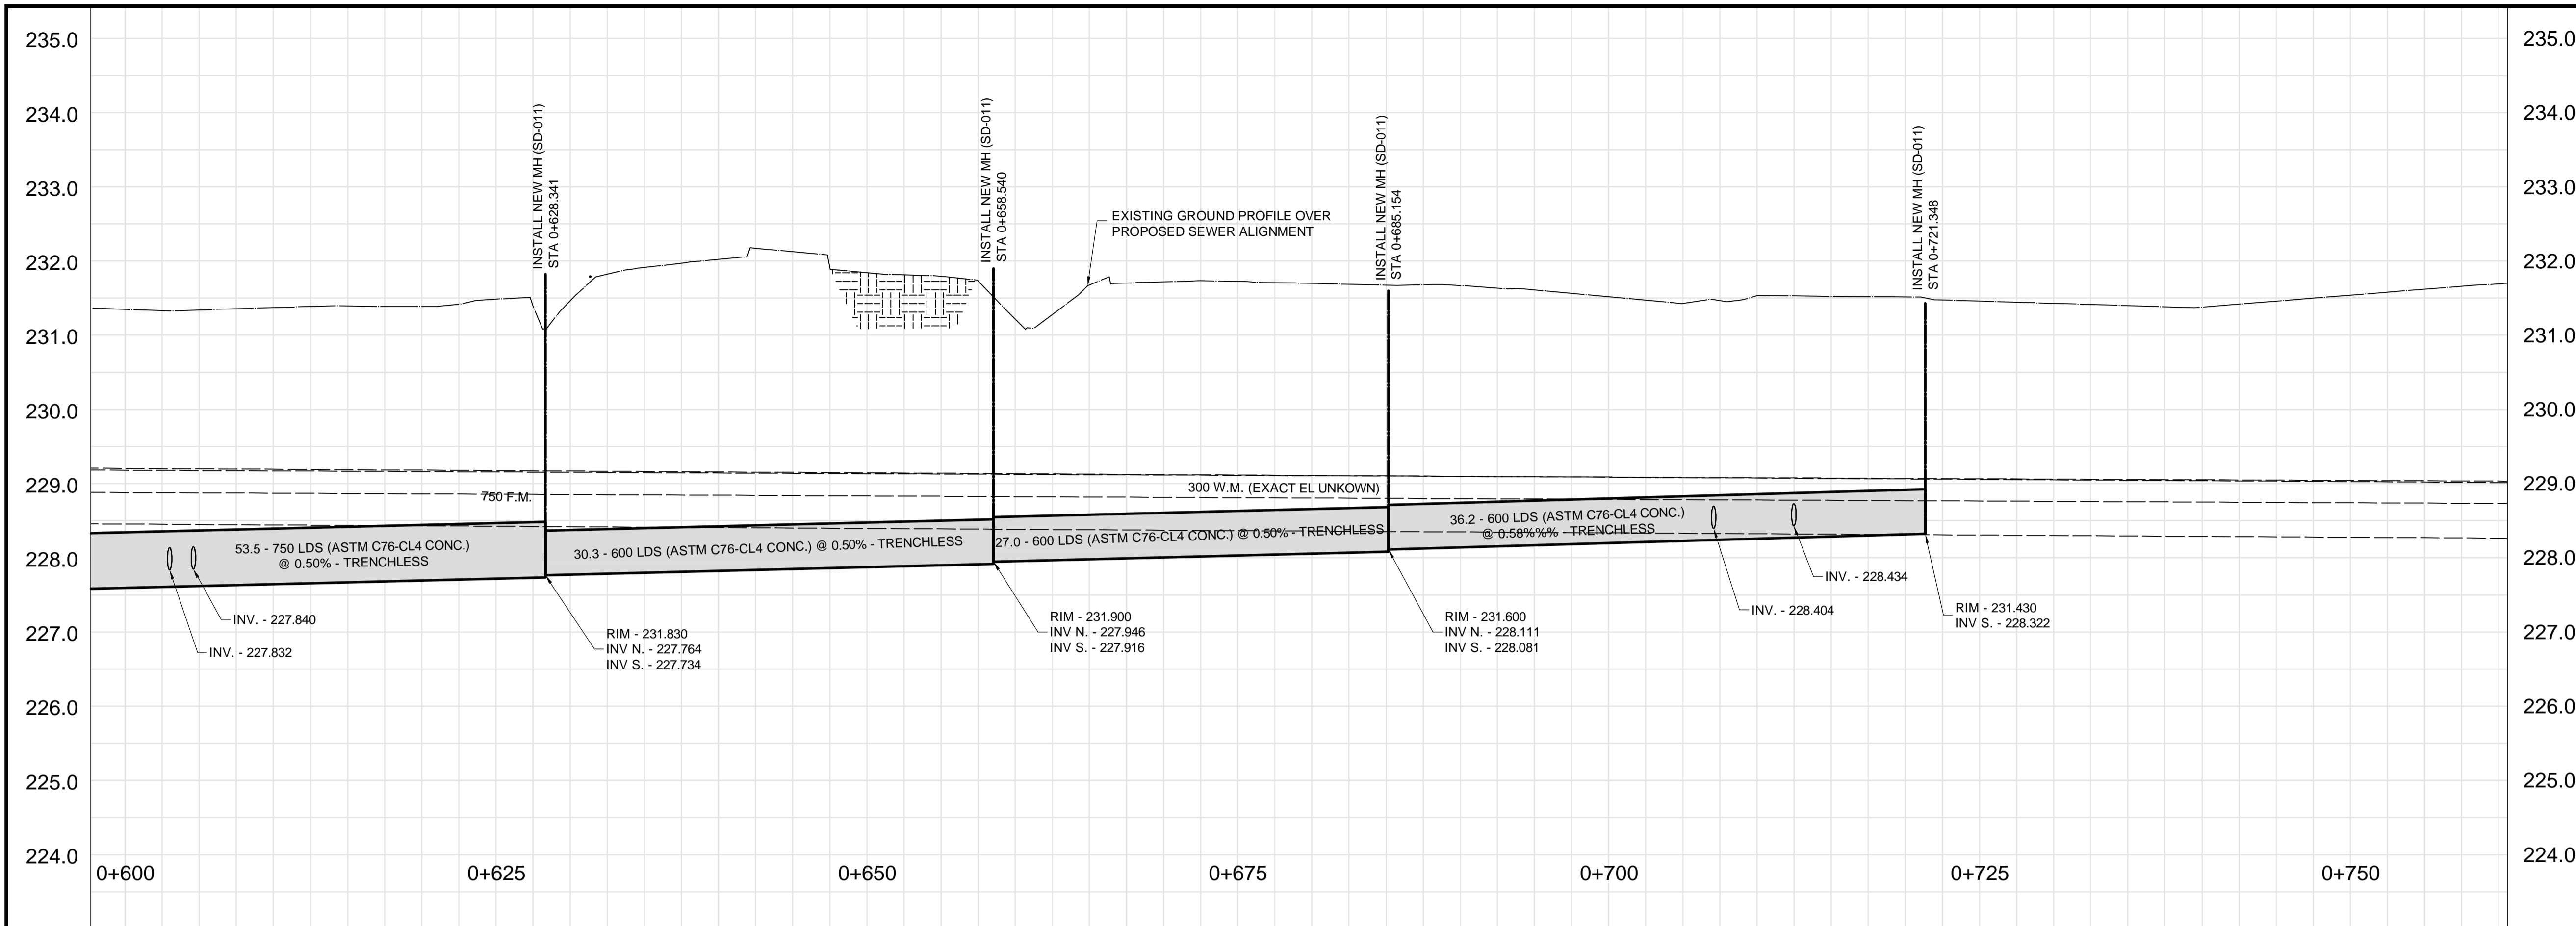 235.0
235.0
234.0
234.0
233.0
233.0
232.0
232.0
231.0
231.0
230.0
230.0
229.0
229.0
228.0
228.0
227.0
227.0
226.0
226.0
225.0
225.0
224.0
224.0
INSTALL NEW MH (SD-011)
STA 0+628.341
INSTALL NEW MH (SD-011)
STA 0+658.540
EXISTING GROUND PROFILE OVER
PROPOSED SEWER ALIGNMENT
INSTALL NEW MH (SD-011)
STA 0+685.154
INSTALL NEW MH (SD-011)
STA 0+721.348
750 F.M.
300 W.M. (EXACT EL UNKOWN)
53.5 - 750 LDS (ASTM C76-CL4 CONC.)
@ 0.50% - TRENCHLESS
30.3 - 600 LDS (ASTM C76-CL4 CONC.) @ 0.50% - TRENCHLESS
27.0 - 600 LDS (ASTM C76-CL4 CONC.) @ 0.50% - TRENCHLESS
36.2 - 600 LDS (ASTM C76-CL4 CONC.)
@ 0.58%%% - TRENCHLESS
INV. - 227.840
INV. - 227.832
RIM - 231.830
INV N. - 227.764
INV S. - 227.734
RIM - 231.900
INV N. - 227.946
INV S. - 227.916
RIM - 231.600
INV N. - 228.111
INV S. - 228.081
INV. - 228.434
INV. - 228.404
RIM - 231.430
INV S. - 228.322
0+600
0+625
0+650
0+675
0+700
0+725
0+750